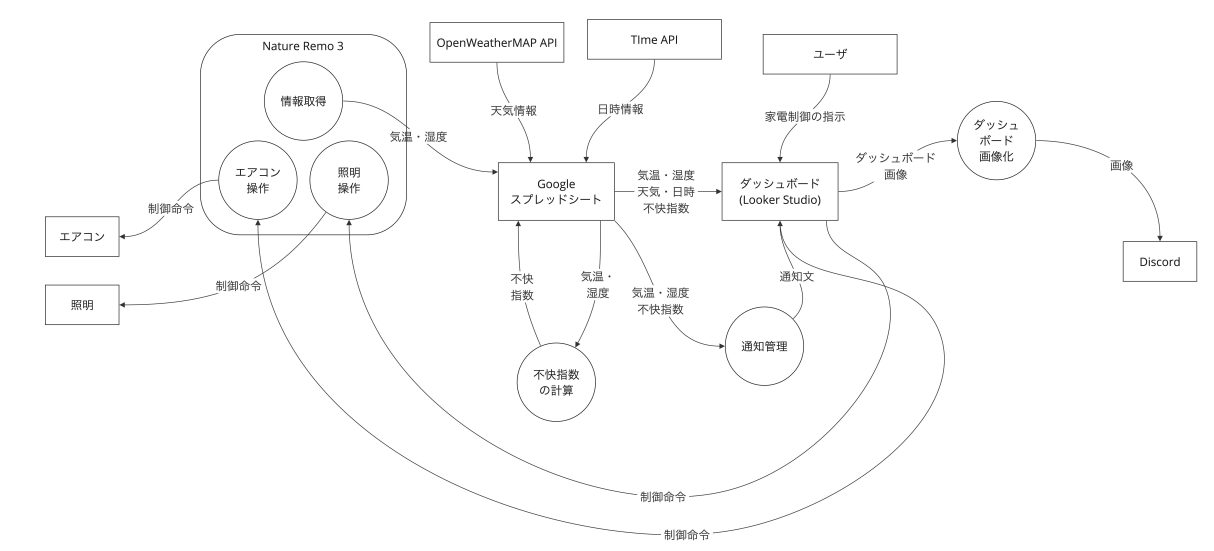 Nature Remo 3
情報取得
エアコン
操作
照明
操作
OpenWeatherMAP API
TIme API
ユーザ
天気情報
日時情報
家電制御の指示
気温・湿度
Google
スプレッドシート
気温・湿度
天気・日時
不快指数
ダッシュボード
(Looker Studio)
ダッシュボード
画像
ダッシュ
ボード
画像化
画像
Discord
制御命令
エアコン
制御命令
照明
不快
指数
気温・
湿度
気温・湿度
不快指数
通知文
通知管理
不快指数
の計算
制御命令
制御命令